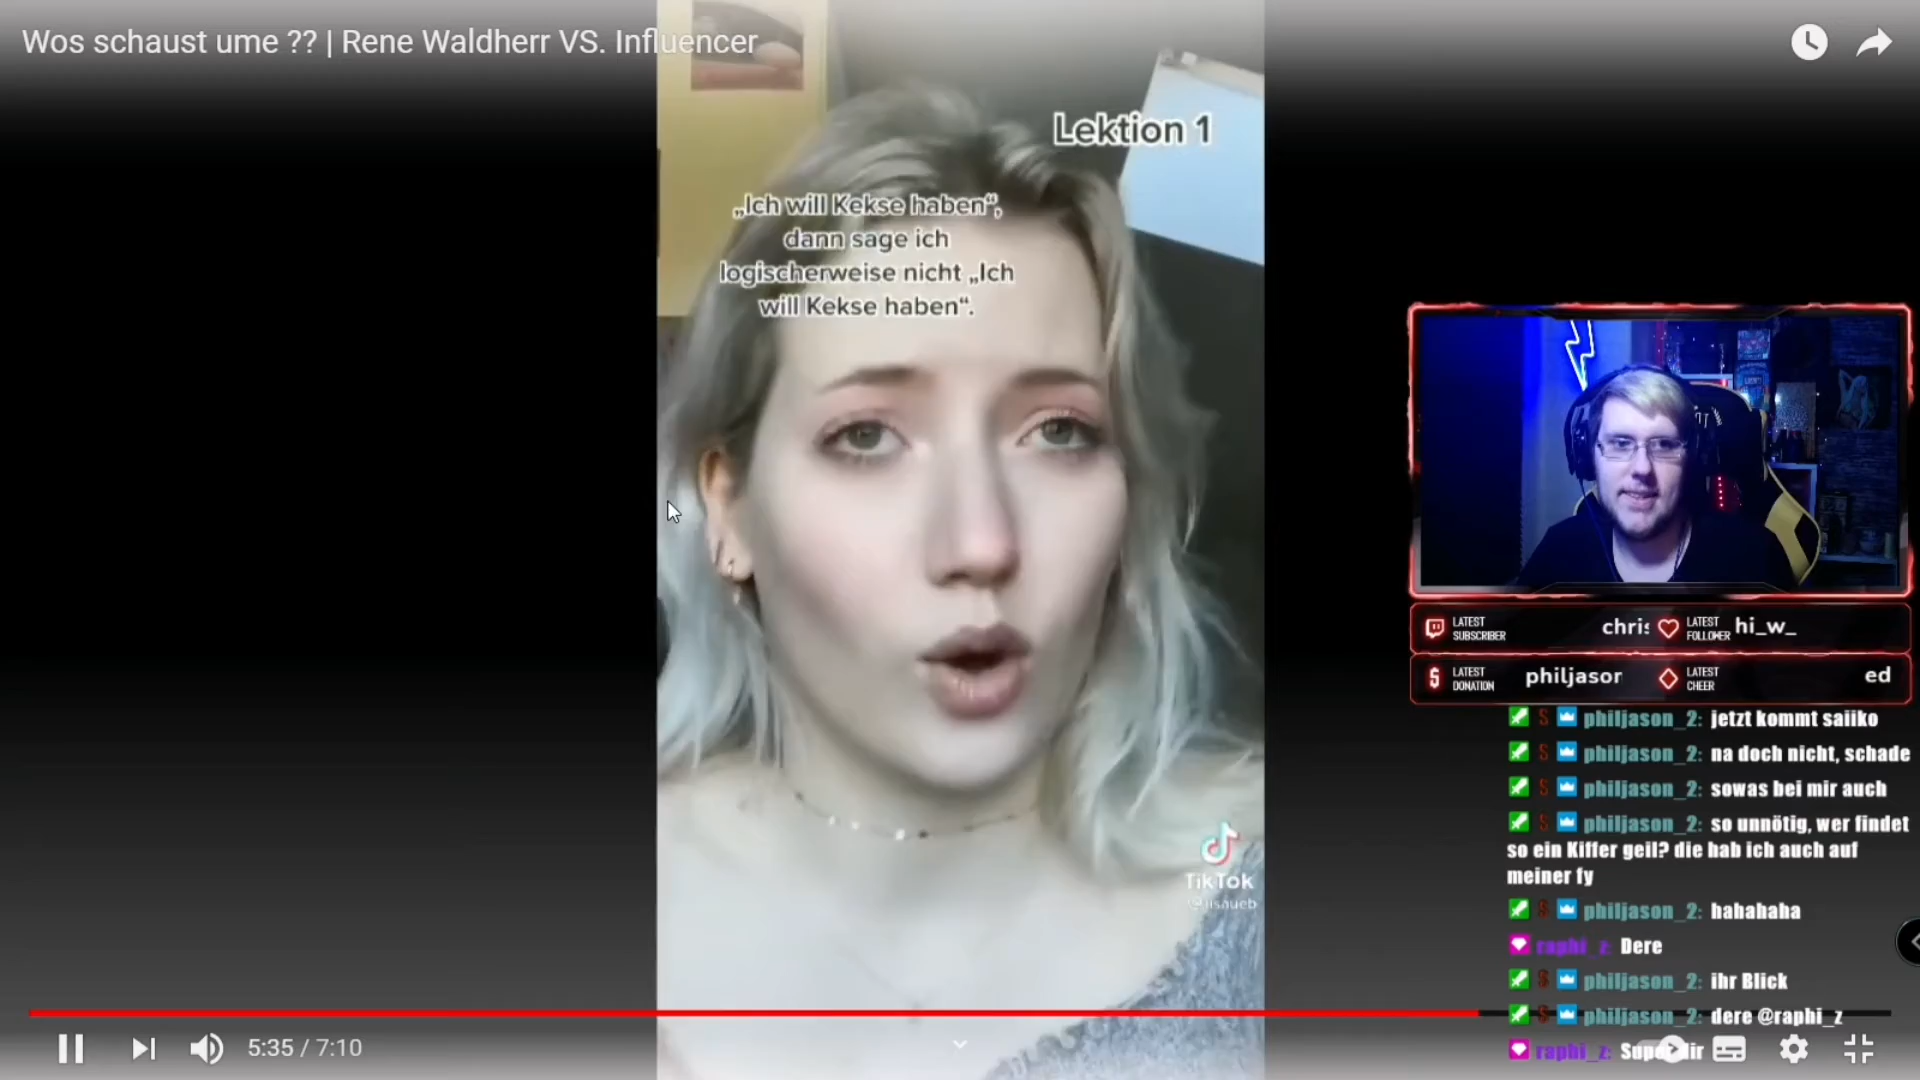 Wos schaust ume ?? | Rene Waldherr VS. Influencer
Lektion 1
„Ich will Kekse haben“,
dann sage ich
logischerweise nicht „Ich
will Kekse haben“.
LATEST SUBSCRIBER
chris
LATEST FOLLOWER
hi_w_
LATEST DONATION
philjason
LATEST CHEER
ed
philjason_2: jetzt kommt saiiko
philjason_2: na doch nicht, schade
philjason_2: sowas bei mir auch
philjason_2: so unnötig, wer findet
so ein Kiffer geil? die hab ich auch auf
meiner fy
philjason_2: hahahaha
raphi_z: Dere
philjason_2: ihr Blick
philjason_2: dere @raphi_z
raphi_z:
TikTok
5:35 / 7:10